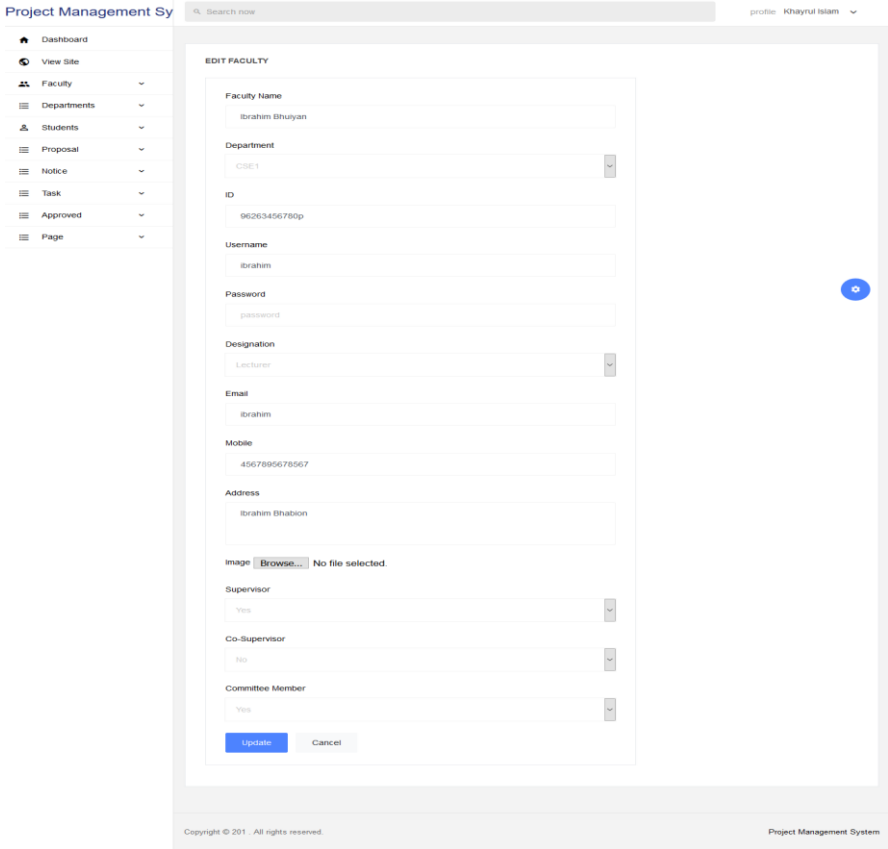 Project Management Sy
Search now
profile Khayrul Islam
Dashboard
View Site
Faculty
Departments
Students
Proposal
Notice
Task
Approved
Page
EDIT FACULTY
Faculty Name
Ibrahim Bhuiyan
Department
CSE1
ID
96263456780p
Username
ibrahim
Password
password
Designation
Lecturer
Email
ibrahim
Mobile
4567895678567
Address
Ibrahim Bhabion
Image Browse... No file selected.
Supervisor
Yes
Co-Supervisor
No
Committee Member
Yes
Update Cancel
Copyright © 201 . All rights reserved.
Project Management System